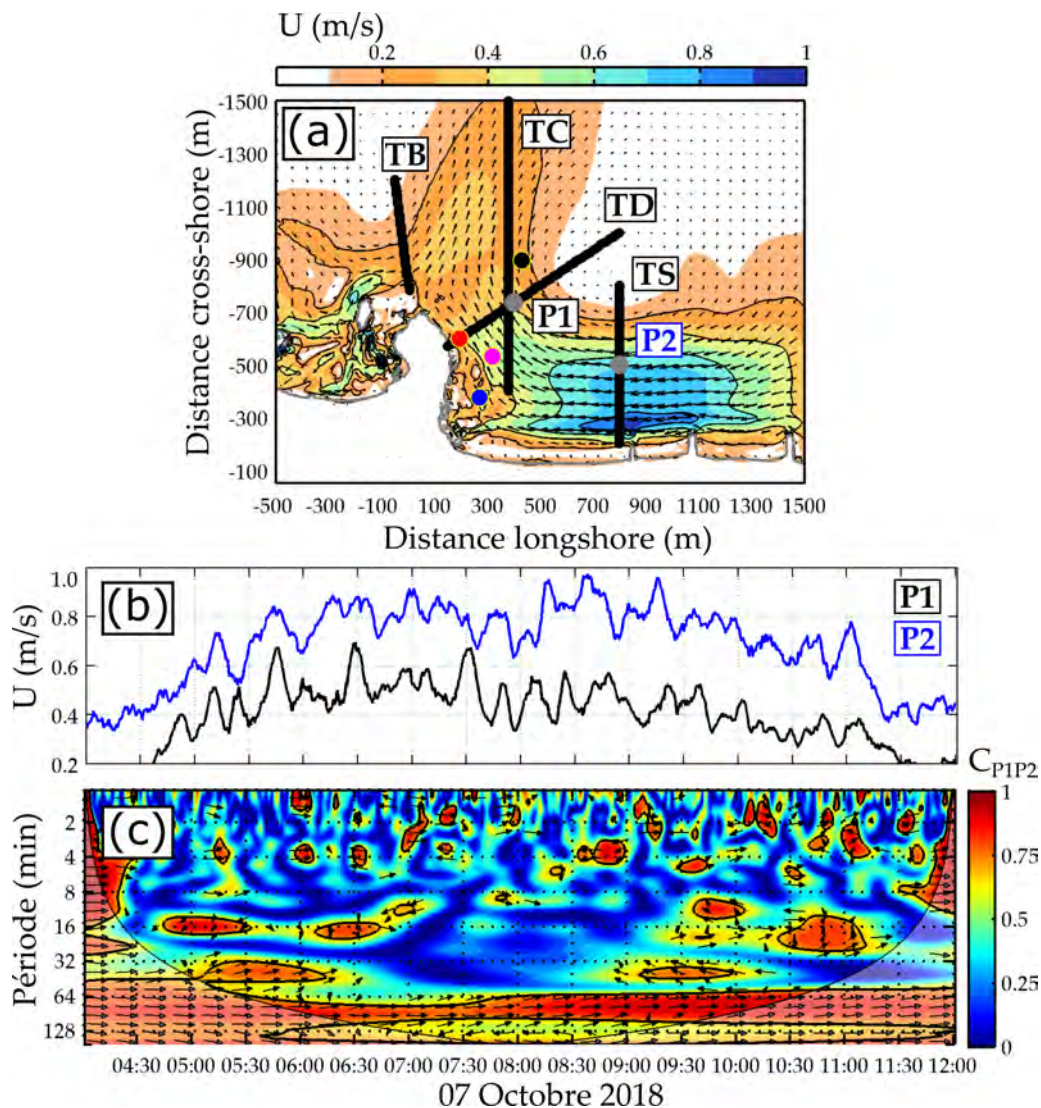 U (m/s)
0.2 0.4 0.6 0.8 1
(a)
TB
TC
TD
TS
P1
P2
Distance cross-shore (m)
-1500
-1300
-1100
-900
-700
-500
-300
-100
-500 -300 -100 100 300 500 700 900 1100 1300 1500
Distance longshore (m)
(b)
P1
P2
U (m/s)
1.0
0.8
0.6
0.4
0.2
(c)
CP1P2
1
0.75
0.5
0.25
0
Période (min)
2
4
8
16
32
64
128
04:30 05:00 05:30 06:00 06:30 07:00 07:30 08:00 08:30 09:00 09:30 10:00 10:30 11:00 11:30 12:00
07 Octobre 2018